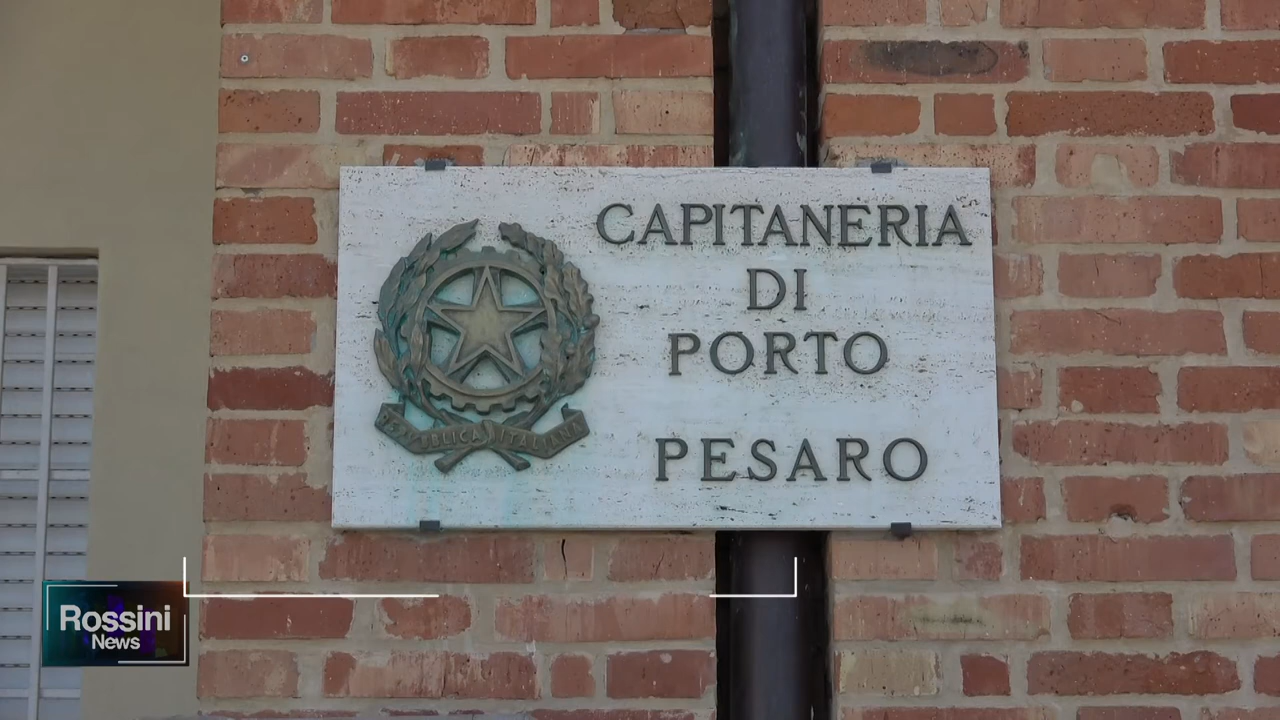 CAPITANERIA
DI
PORTO
PESARO
REPUBBLICA ITALIANA
Rossini
News